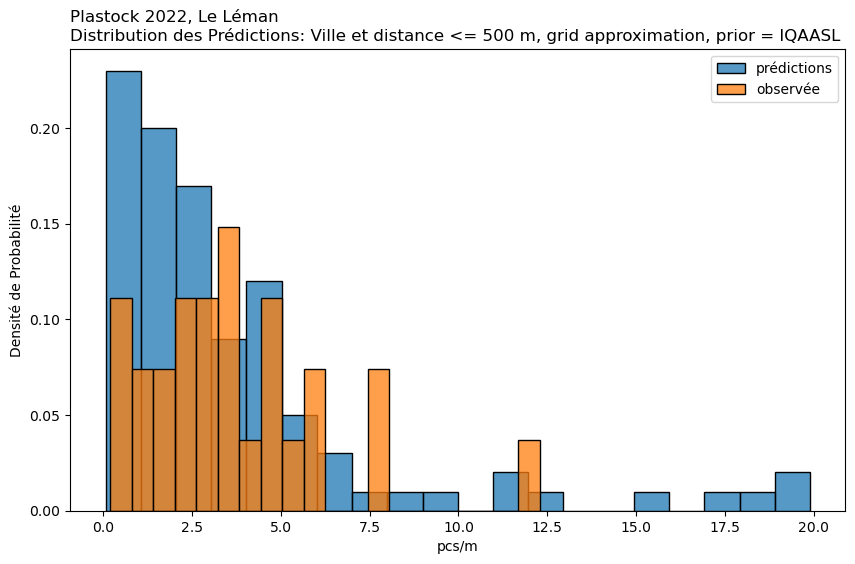 Plastock 2022, Le Léman
Distribution des Prédictions: Ville et distance <= 500 m, grid approximation, prior = IQAASL
prédictions
observée
Densité de Probabilité
0.20
0.15
0.10
0.05
0.00
0.0 2.5 5.0 7.5 10.0 12.5 15.0 17.5 20.0
pcs/m